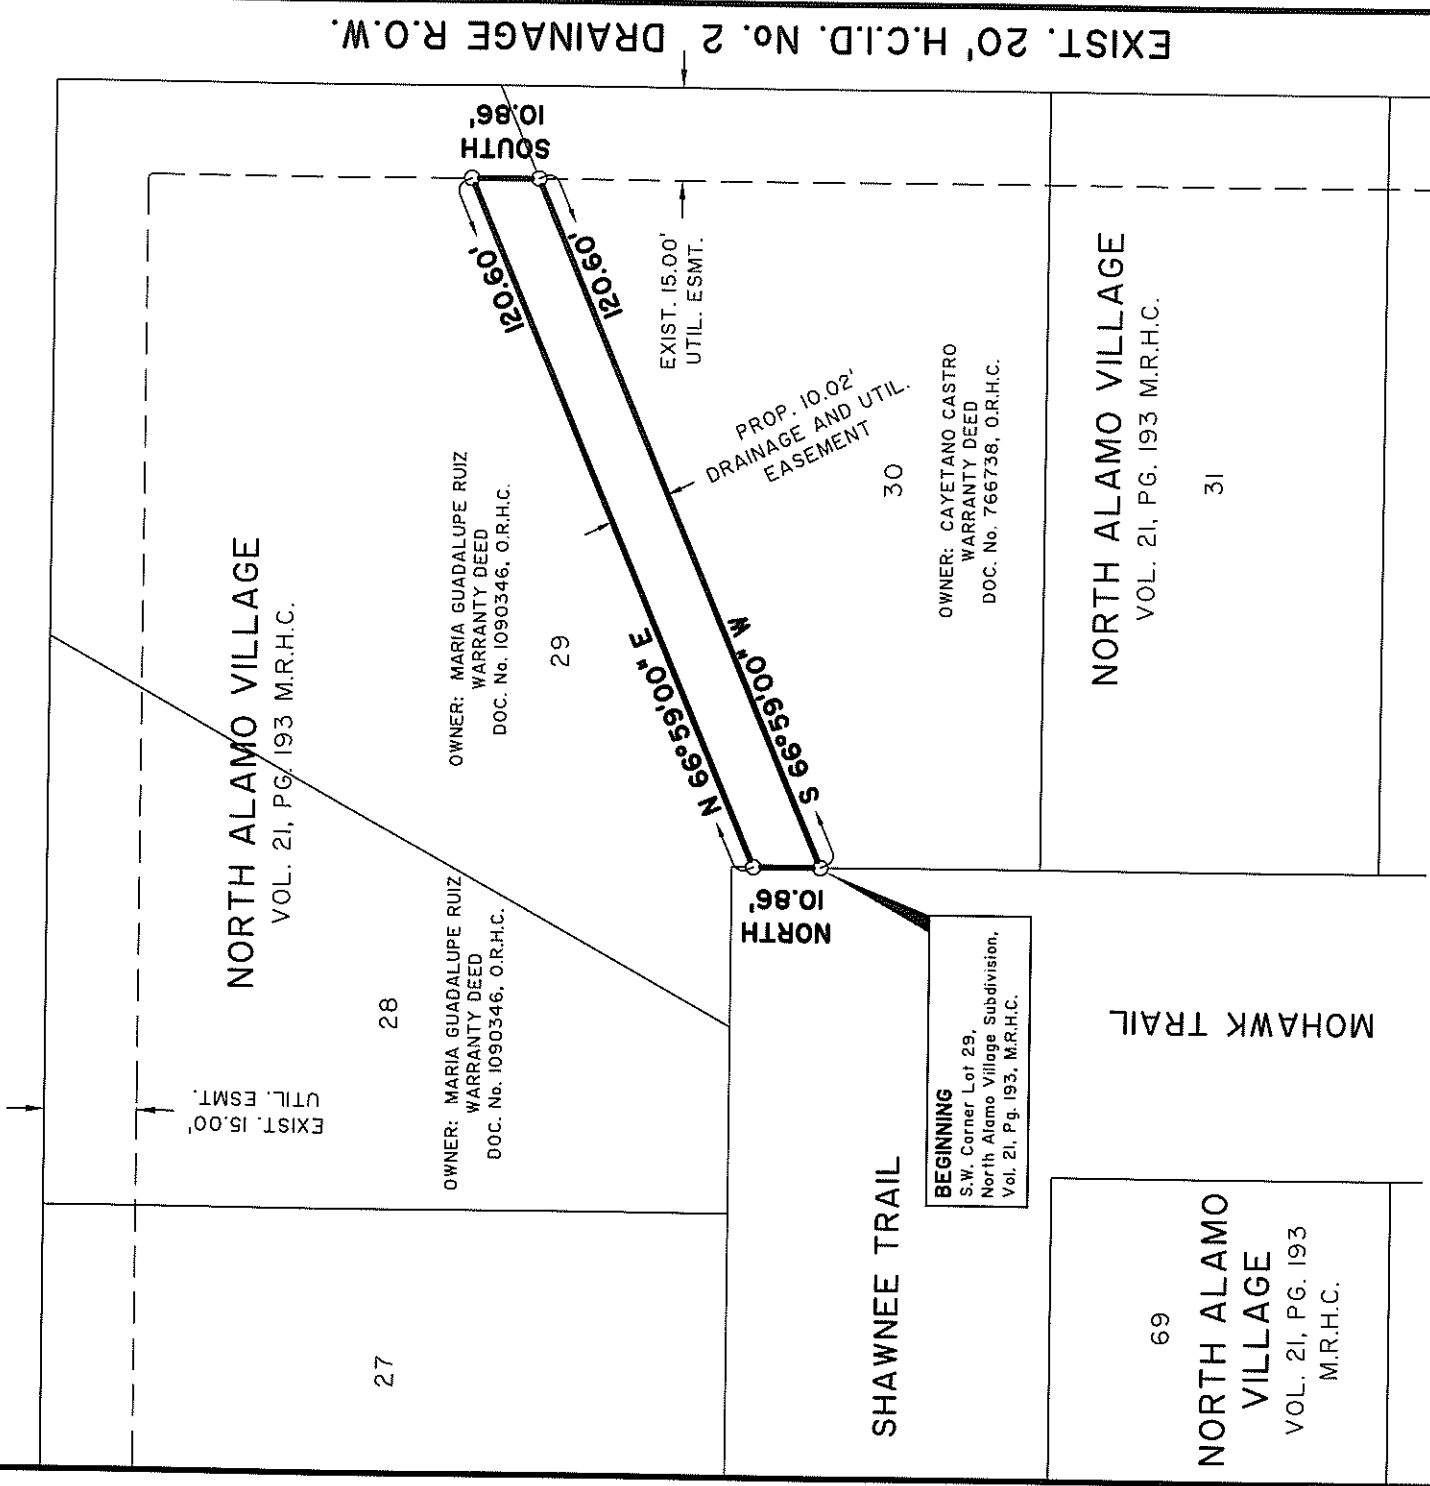 EXIST. 20' H.C.I.D. No. 2 DRAINAGE R.O.W.
SOUTH
10.86'
120.60'
120.60'
EXIST. 15.00'
UTIL. ESMT.
PROP. 10.02'
DRAINAGE AND UTIL.
EASEMENT
NORTH ALAMO VILLAGE
VOL. 21, PG. 193 M.R.H.C.
OWNER: MARIA GUADALUPE RUIZ
WARRANTY DEED
DOC. No. 1090346, O.R.H.C.
29
N 66°59'00" E
S 66°59'00" W
30
OWNER: CAYETANO CASTRO
WARRANTY DEED
DOC. No. 766738, O.R.H.C.
NORTH ALAMO VILLAGE
VOL. 21, PG. 193 M.R.H.C.
31
28
OWNER: MARIA GUADALUPE RUIZ
WARRANTY DEED
DOC. No. 1090346, O.R.H.C.
EXIST. 15.00'
UTIL. ESMT.
NORTH
10.86'
BEGINNING
S.W. Corner Lot 29,
North Alamo Village Subdivision,
Vol. 21, Pg. 193, M.R.H.C.
MOHAWK TRAIL
27
SHAWNEE TRAIL
69
NORTH ALAMO
VILLAGE
VOL. 21, PG. 193
M.R.H.C.